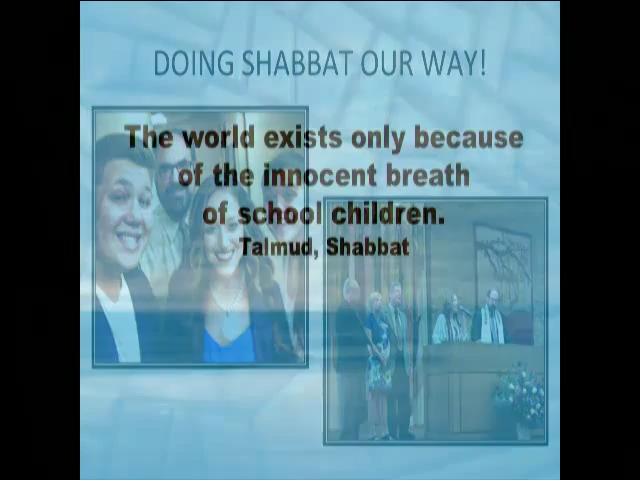 DOING SHABBAT OUR WAY!
The world exists only because
of the innocent breath
of school children.
Talmud, Shabbat